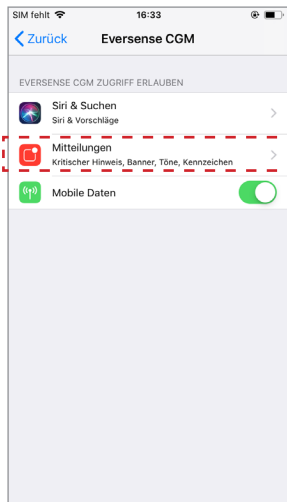 SIM fehlt 16:33
Zurück Eversense CGM
EVERSENSE CGM ZUGRIFF ERLAUBEN
Siri & Suchen
Siri & Vorschläge
Mitteilungen
Kritischer Hinweis, Banner, Töne, Kennzeichen
Mobile Daten